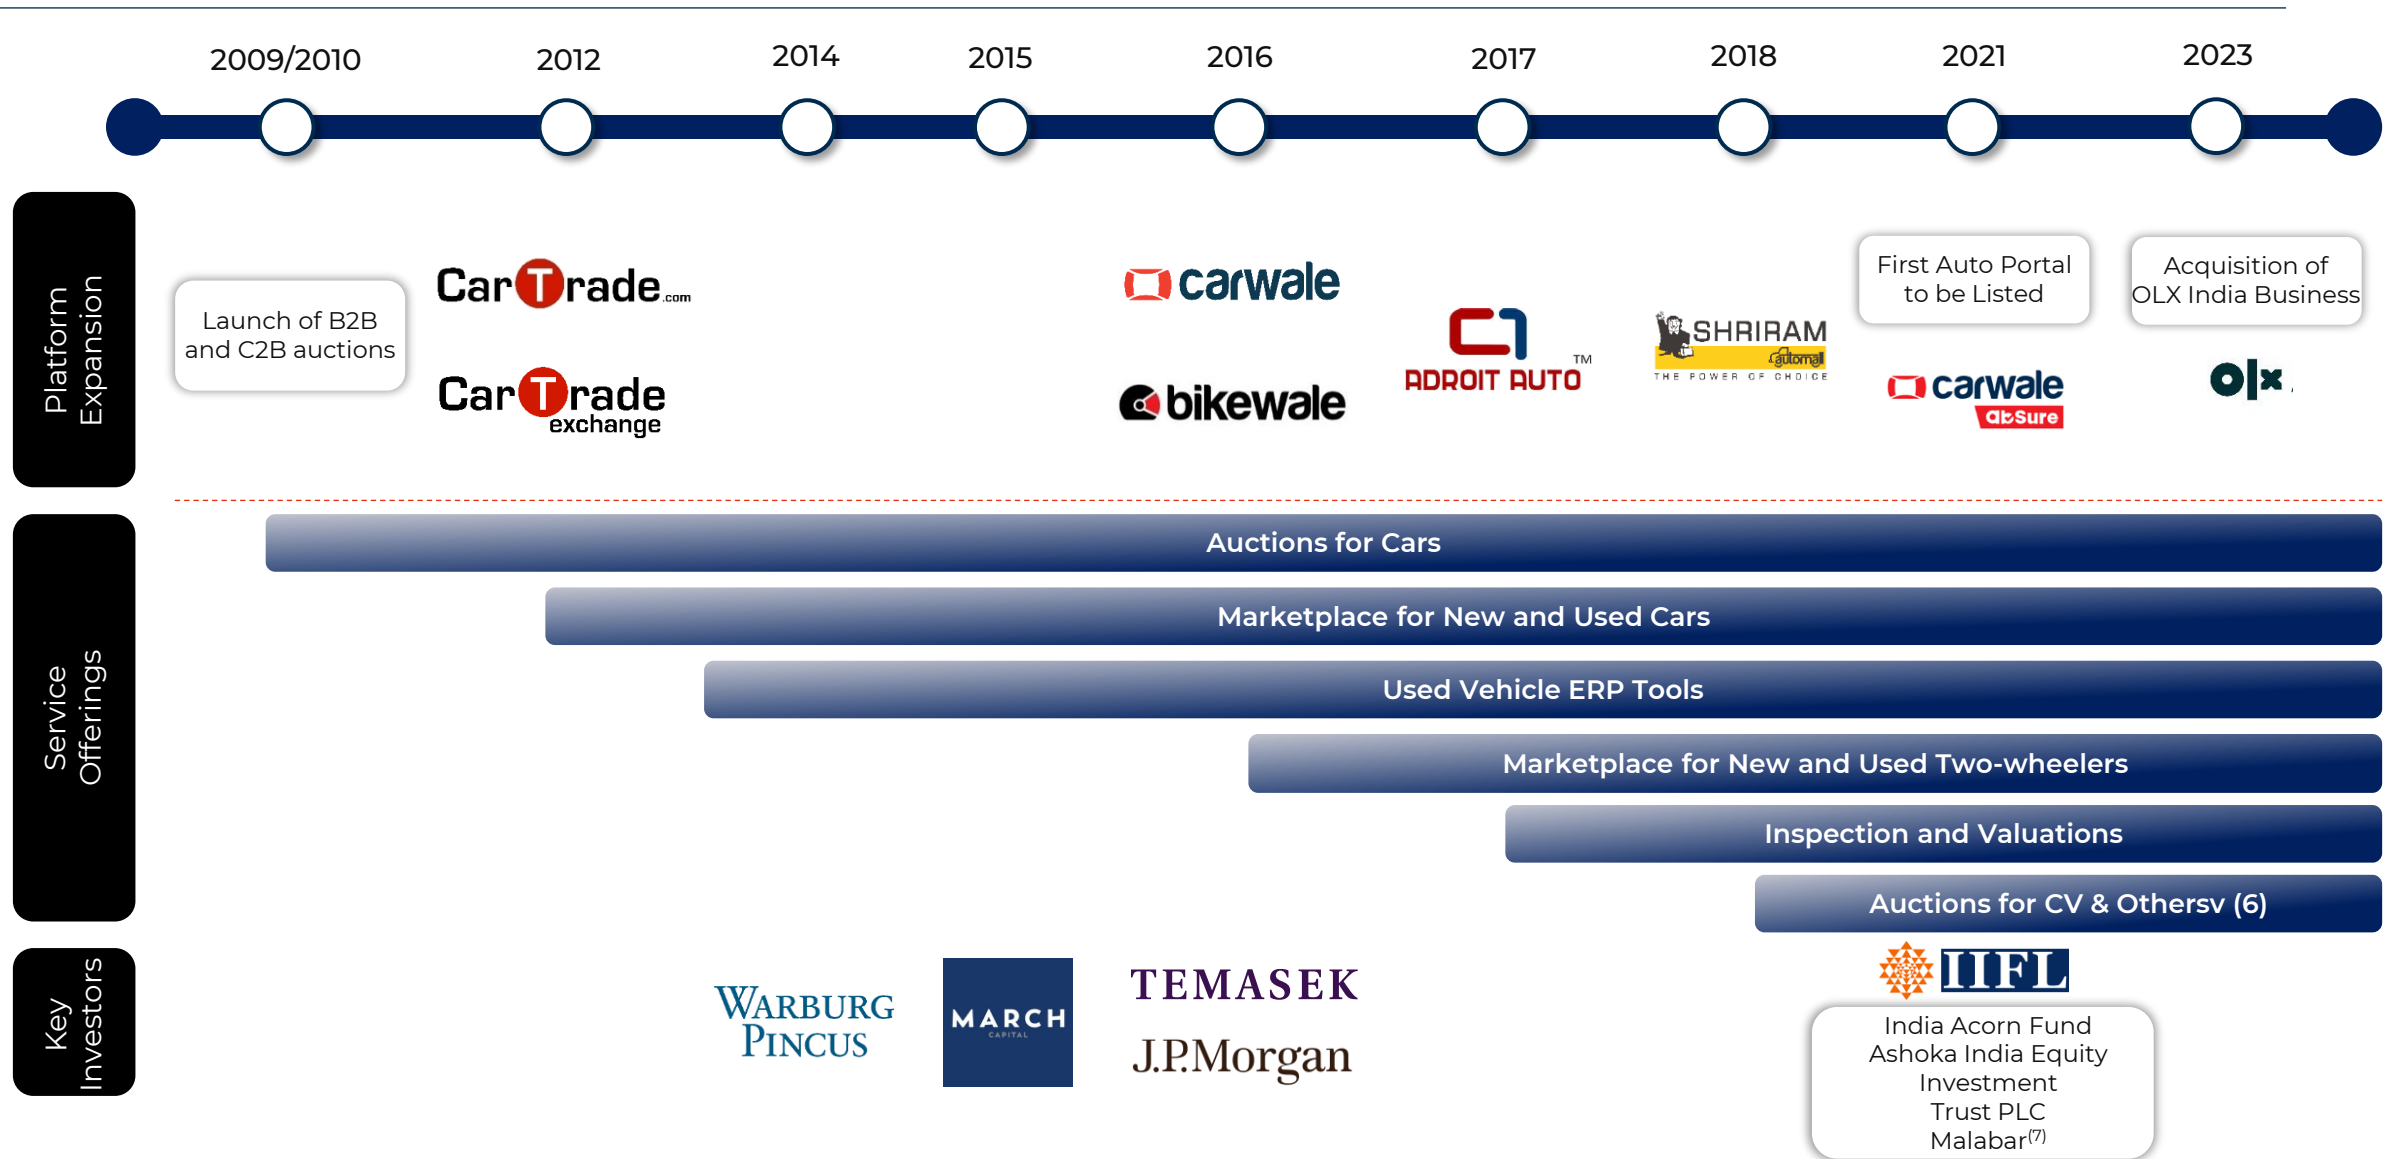 2009/2010
2012
2014
2015
2016
2017
2018
2021
2023
Platform
Expansion
Launch of B2B
and C2B auctions
CarTrade.com
CarTrade
exchange
carwale
bikewale
ADROIT AUTO™
SHRIRAM
automall
THE POWER OF CHOICE
First Auto Portal
to be Listed
carwale
abSure
Acquisition of
OLX India Business
olx
Service
Offerings
Auctions for Cars
Marketplace for New and Used Cars
Used Vehicle ERP Tools
Marketplace for New and Used Two-wheelers
Inspection and Valuations
Auctions for CV & Othersv (6)
Key
Investors
WARBURG
PINCUS
MARCH
CAPITAL
TEMASEK
J.P.Morgan
IIFL
India Acorn Fund
Ashoka India Equity
Investment
Trust PLC
Malabar(7)